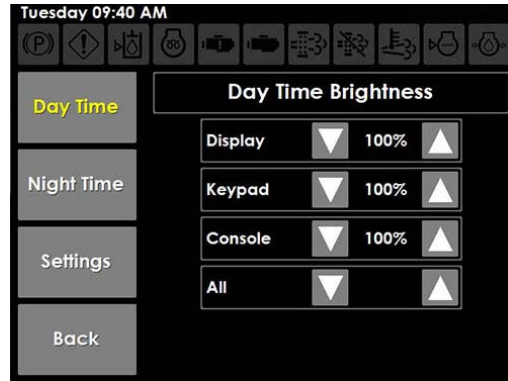 Tuesday 09:40 AM
Day Time
Day Time Brightness
Display 100%
Keypad 100%
Night Time
Console 100%
Settings
All
Back